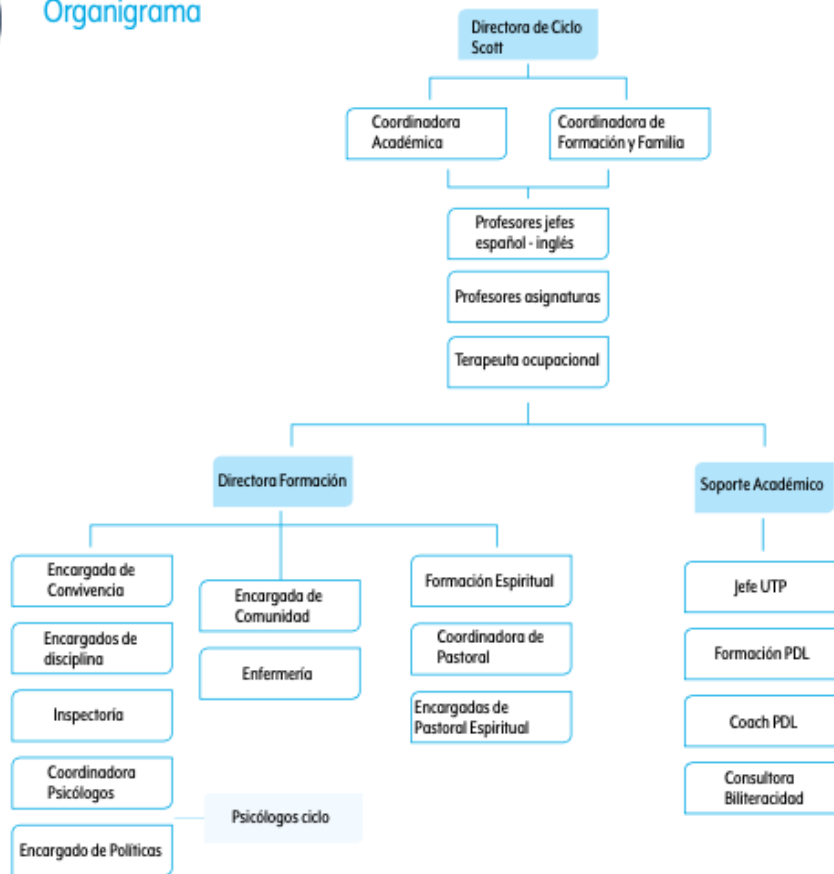 Organigrama
Directora de Ciclo
Scott
Coordinadora
Académica
Coordinadora de
Formación y Familia
Profesores jefes
español - inglés
Profesores asignaturas
Terapeuta ocupacional
Directora Formación
Soporte Académico
Encargada de
Convivencia
Encargados de
disciplina
Inspectoría
Coordinadora
Psicólogos
Encargado de Políticas
Psicólogos ciclo
Encargada de
Comunidad
Enfermería
Formación Espiritual
Coordinadora de
Pastoral
Encargadas de
Pastoral Espiritual
Jefe UTP
Formación PDL
Coach PDL
Consultora
Biliteracidad